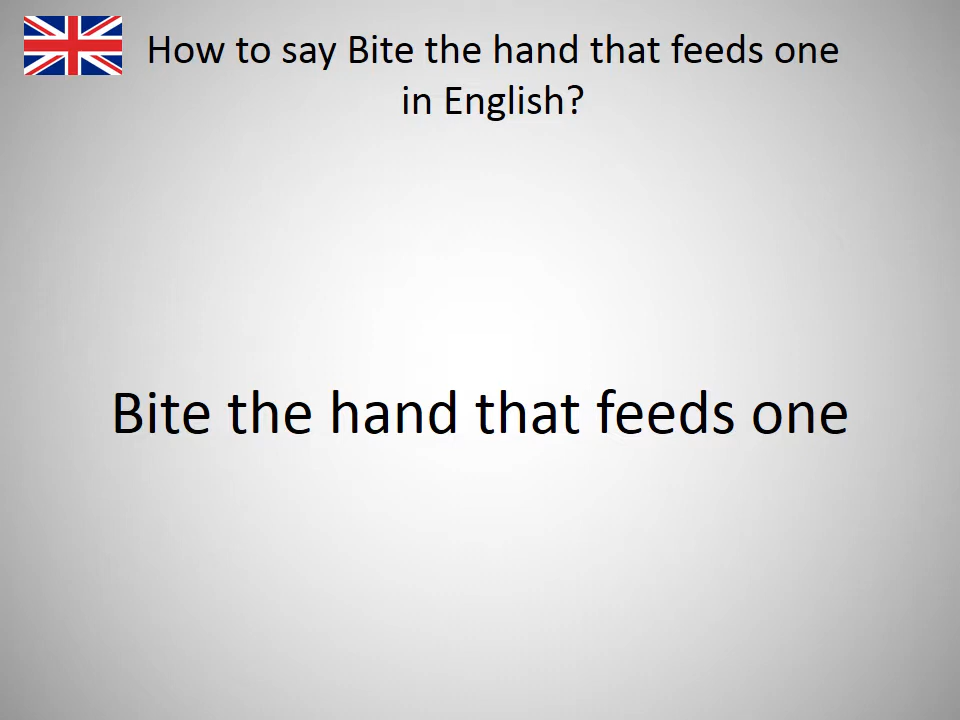 How to say Bite the hand that feeds one
in English?
Bite the hand that feeds one